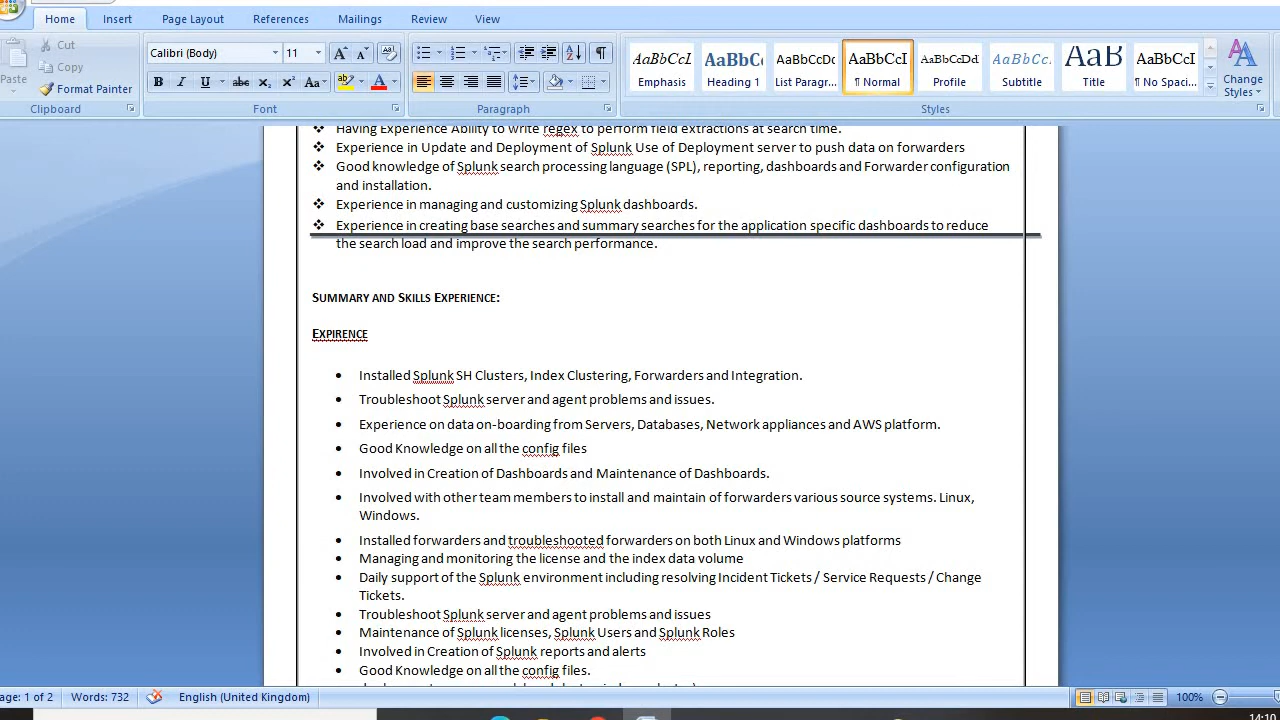 Home Insert Page Layout References Mailings Review View
Cut
Copy
Paste
Format Painter
Clipboard
Calibri (Body) 11
Font
Paragraph
AaBbCcL AaBbC AaBbCcDc AaBbCcI AaBbCcDd AaBbCc. AaB AaBbCcI
Emphasis Heading 1 List Paragr... ¶ Normal Profile Subtitle Title ¶ No Spaci...
Change Styles
Styles
Having Experience Ability to write regex to perform field extractions at search time.
Experience in Update and Deployment of Splunk Use of Deployment server to push data on forwarders
Good knowledge of Splunk search processing language (SPL), reporting, dashboards and Forwarder configuration
and installation.
Experience in managing and customizing Splunk dashboards.
Experience in creating base searches and summary searches for the application specific dashboards to reduce
the search load and improve the search performance.
SUMMARY AND SKILLS EXPERIENCE:
EXPIRENCE
Installed Splunk SH Clusters, Index Clustering, Forwarders and Integration.
Troubleshoot Splunk server and agent problems and issues.
Experience on data on-boarding from Servers, Databases, Network appliances and AWS platform.
Good Knowledge on all the config files
Involved in Creation of Dashboards and Maintenance of Dashboards.
Involved with other team members to install and maintain of forwarders various source systems. Linux,
Windows.
Installed forwarders and troubleshooted forwarders on both Linux and Windows platforms
Managing and monitoring the license and the index data volume
Daily support of the Splunk environment including resolving Incident Tickets / Service Requests / Change
Tickets.
Troubleshoot Splunk server and agent problems and issues
Maintenance of Splunk licenses, Splunk Users and Splunk Roles
Involved in Creation of Splunk reports and alerts
Good Knowledge on all the config files.
age: 1 of 2 Words: 732 English (United Kingdom) 100%
14:10